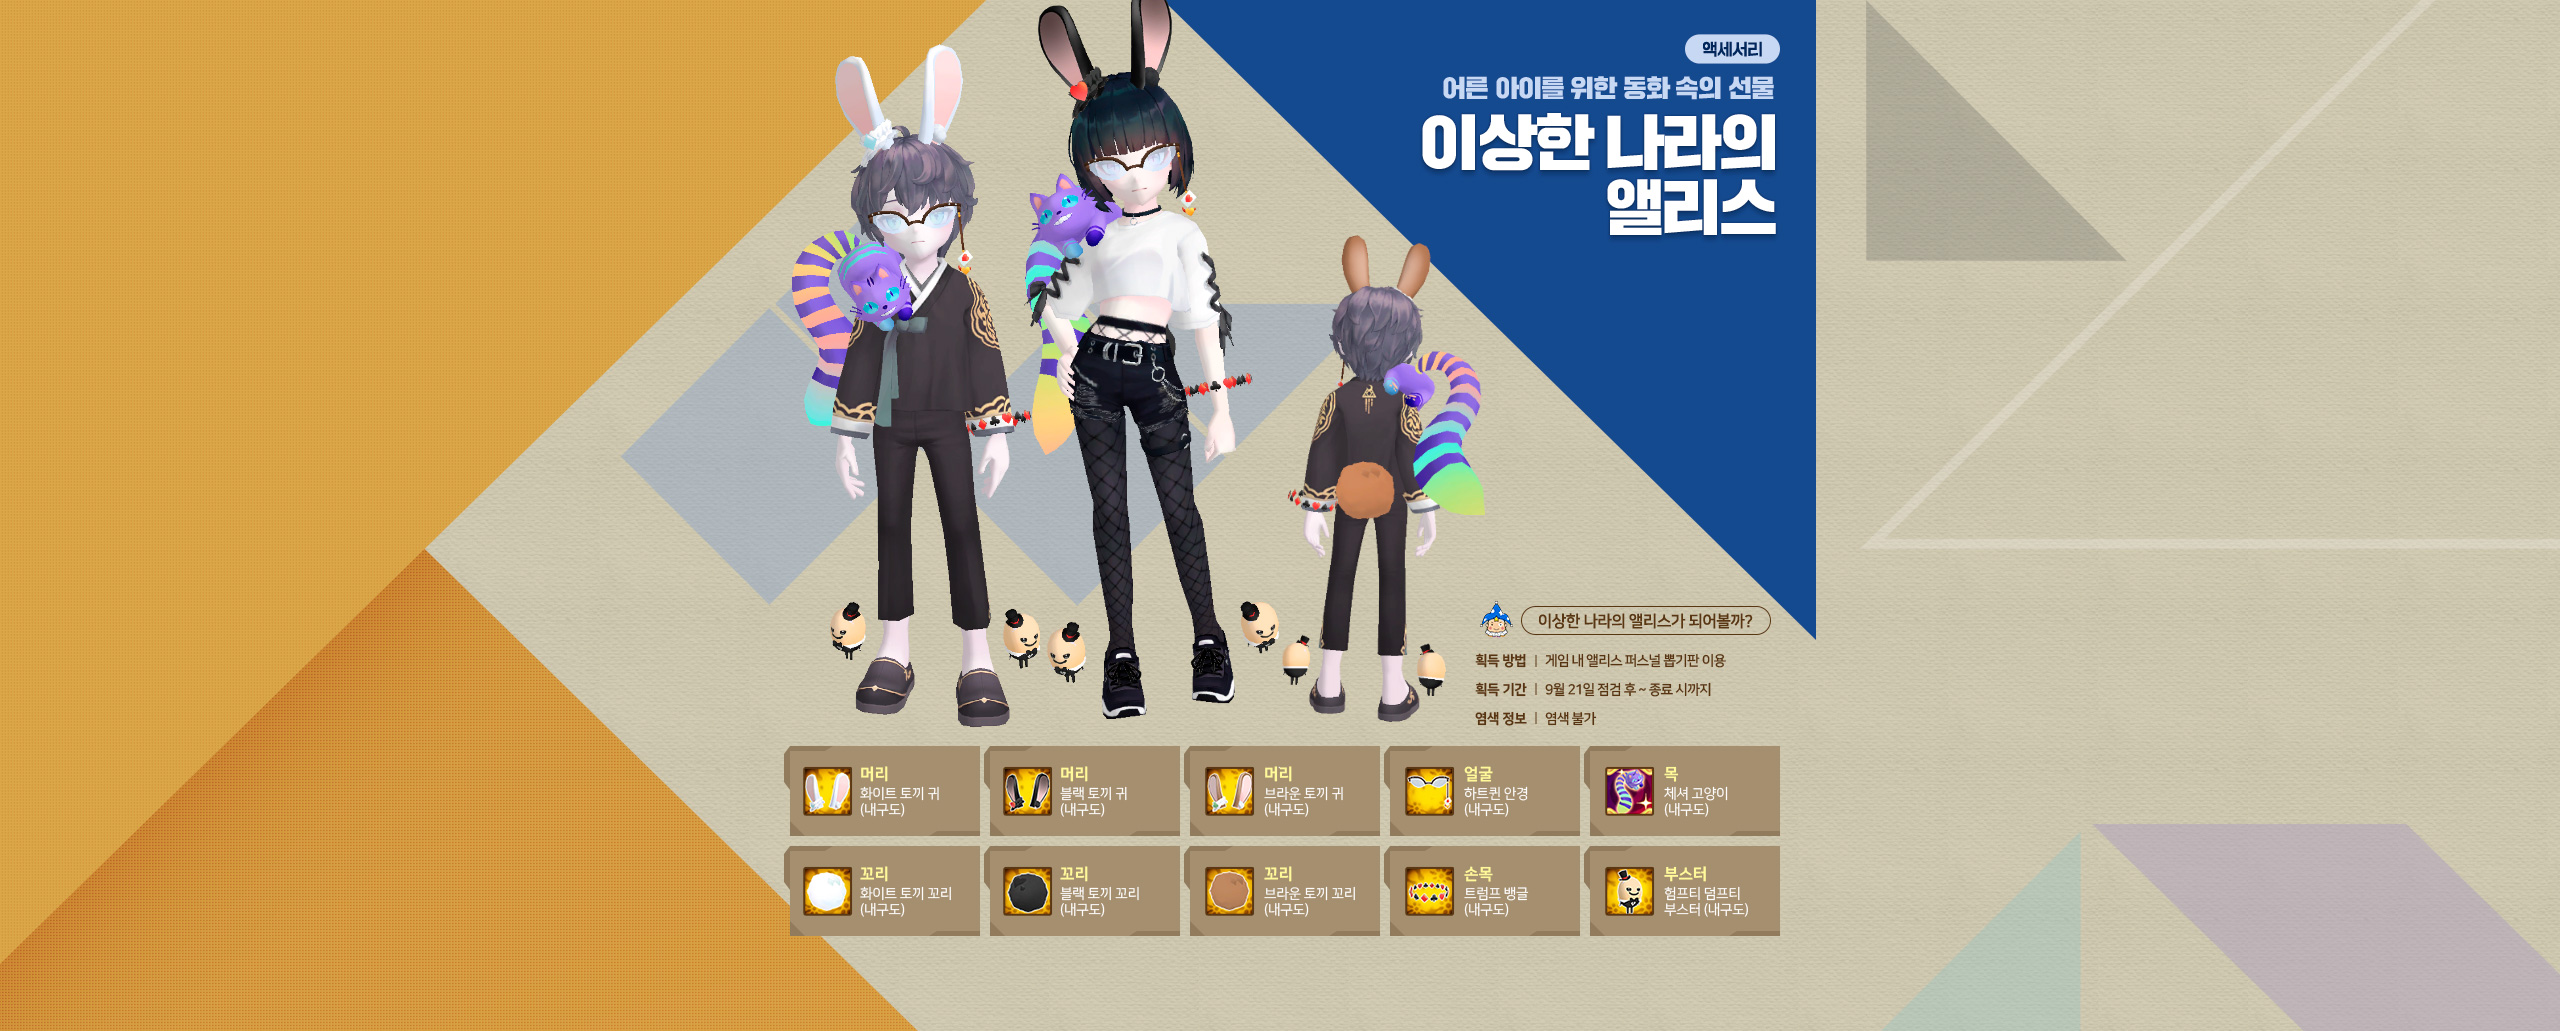 액세서리
어른 아이를 위한 동화 속의 선물
이상한 나라의
앨리스
이상한 나라의 앨리스가 되어볼까?
획득 방법 | 게임 내 앨리스 퍼스널 뽑기판 이용
획득 기간 | 9월 21일 점검 후 ~ 종료 시까지
염색 정보 | 염색 불가
머리
화이트 토끼 귀
(내구도)
머리
블랙 토끼 귀
(내구도)
머리
브라운 토끼 귀
(내구도)
얼굴
하트퀸 안경
(내구도)
목
체셔 고양이
(내구도)
꼬리
화이트 토끼 꼬리
(내구도)
꼬리
블랙 토끼 꼬리
(내구도)
꼬리
브라운 토끼 꼬리
(내구도)
손목
트럼프 뱅글
(내구도)
부스터
험프티 덤프티
부스터 (내구도)